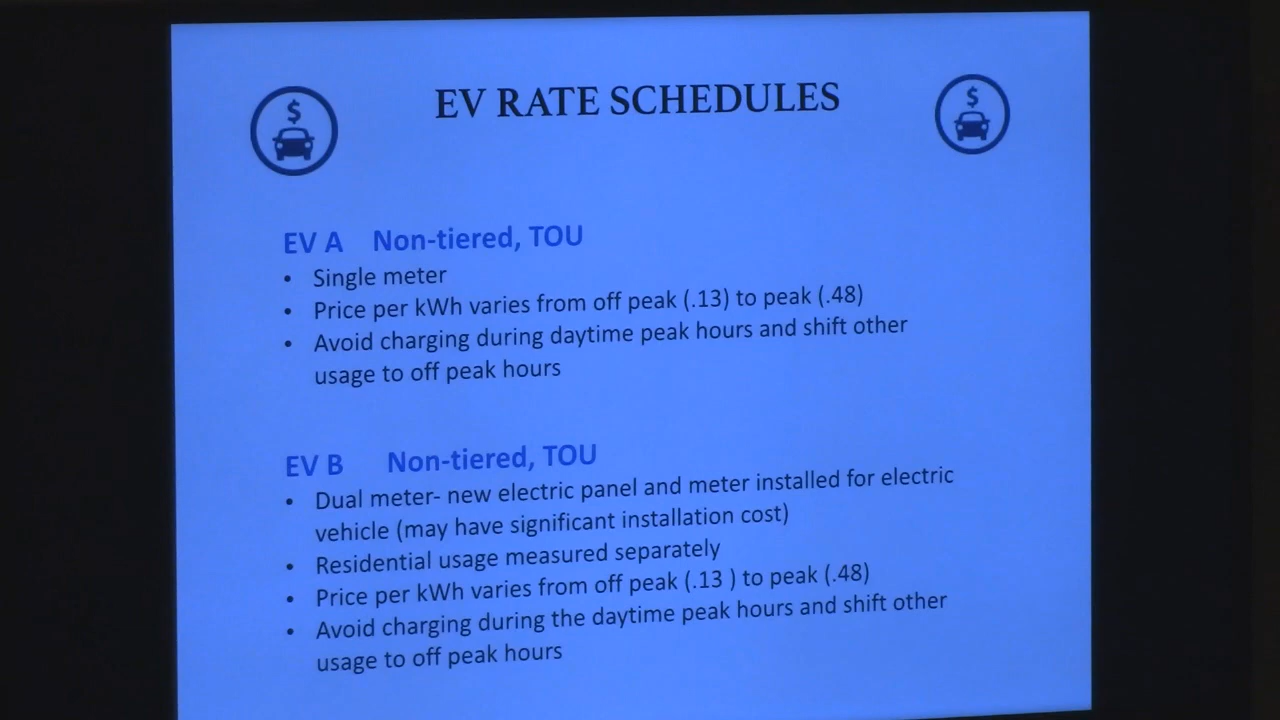 $
$
EV RATE SCHEDULES
EV A Non-tiered, TOU
• Single meter
• Price per kWh varies from off peak (.13) to peak (.48)
• Avoid charging during daytime peak hours and shift other
usage to off peak hours
EV B Non-tiered, TOU
• Dual meter- new electric panel and meter installed for electric
vehicle (may have significant installation cost)
• Residential usage measured separately
• Price per kWh varies from off peak (.13 ) to peak (.48)
• Avoid charging during the daytime peak hours and shift other
usage to off peak hours